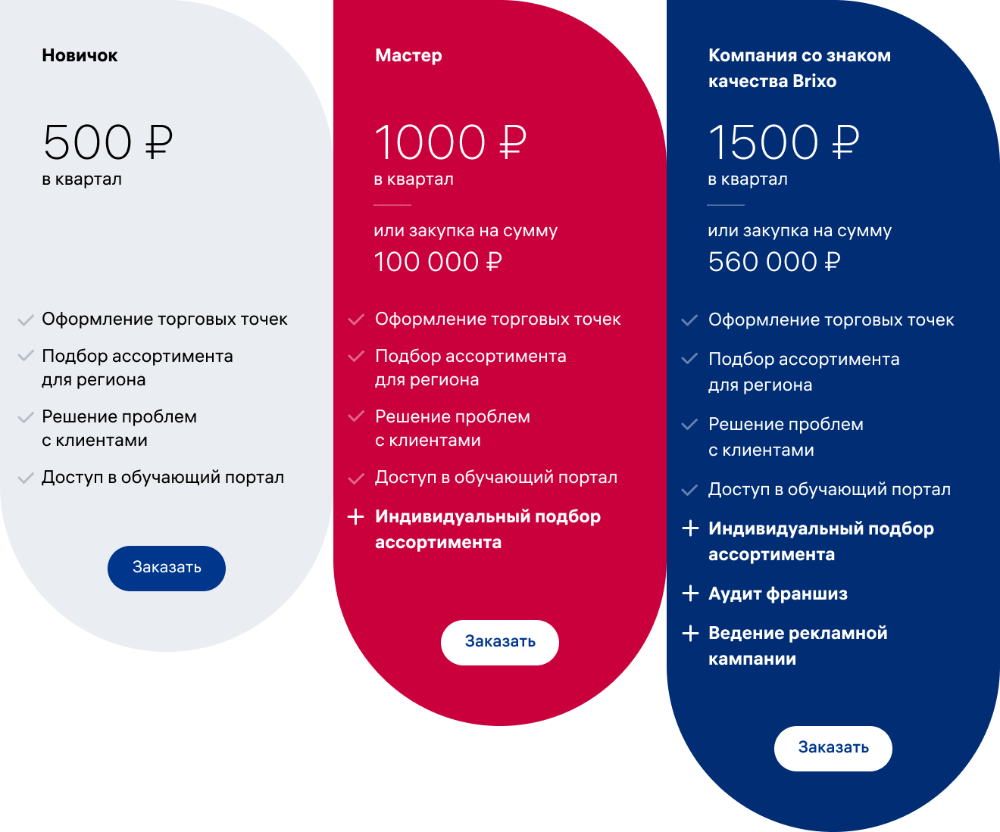 Новичок
500 ₽
в квартал
Оформление торговых точек
Подбор ассортимента
для региона
Решение проблем
с клиентами
Доступ в обучающий портал
Заказать
Мастер
1000 ₽
в квартал
или закупка на сумму
100 000 ₽
Оформление торговых точек
Подбор ассортимента
для региона
Решение проблем
с клиентами
Доступ в обучающий портал
Индивидуальный подбор
ассортимента
Заказать
Компания со знаком
качества Brixo
1500 ₽
в квартал
или закупка на сумму
560 000 ₽
Оформление торговых точек
Подбор ассортимента
для региона
Решение проблем
с клиентами
Доступ в обучающий портал
Индивидуальный подбор
ассортимента
Аудит франшиз
Ведение рекламной
кампании
Заказать